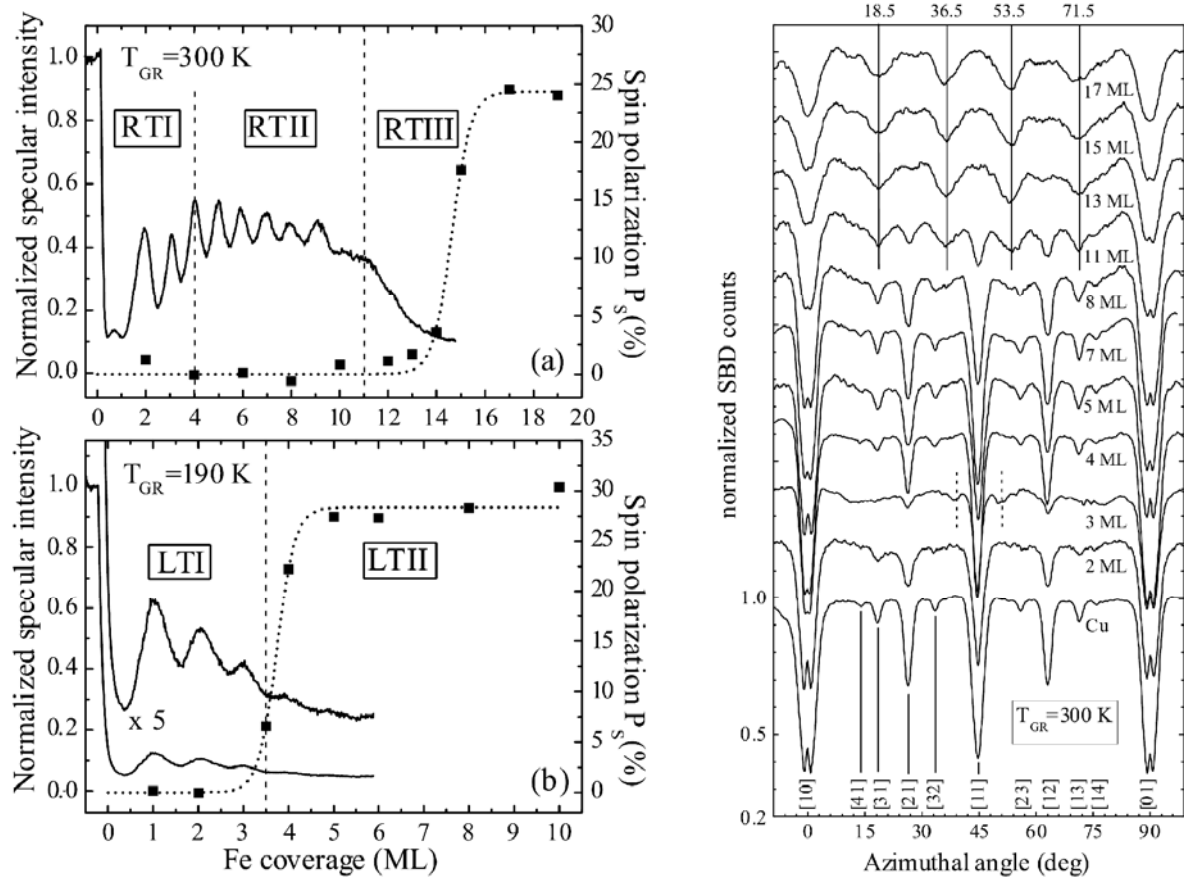 Normalized specular intensity
1.0
0.8
0.6
0.4
0.2
0.0
T_GR=300 K
RTI
RTII
RTIII
(a)
30
25
20
15
10
5
0
Spin polarization P_S(%)
0 2 4 6 8 10 12 14 16 18 20
Normalized specular intensity
1.0
0.8
0.6
0.4
0.2
0.0
T_GR=190 K
LTI
LTII
x 5
(b)
35
30
25
20
15
10
5
0
Spin polarization P_S(%)
0 1 2 3 4 5 6 7 8 9 10
Fe coverage (ML)
18.5 36.5 53.5 71.5
normalized SBD counts
1.0
0.5
0.2
17 ML
15 ML
13 ML
11 ML
8 ML
7 ML
5 ML
4 ML
3 ML
2 ML
Cu
T_GR=300 K
[10] [41] [31] [21] [32] [11] [23] [12] [13] [14] [01]
0 15 30 45 60 75 90
Azimuthal angle (deg)